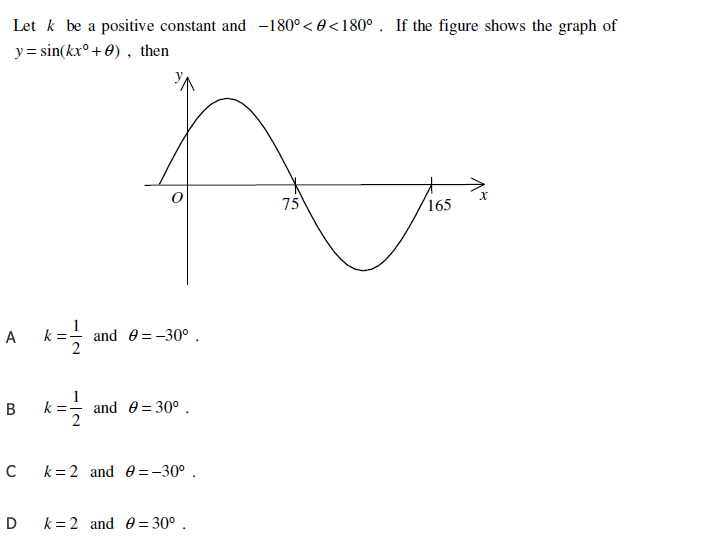 Let k be a positive constant and −180°<θ<180° . If the figure shows the graph of
y = sin(kx°+θ) , then
y
O
75
165
x
A k = 1/2 and θ = −30° .
B k = 1/2 and θ = 30° .
C k = 2 and θ = −30° .
D k = 2 and θ = 30° .